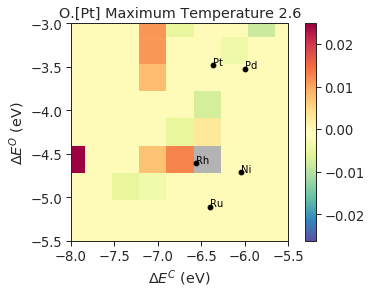 O.[Pt] Maximum Temperature 2.6
−3.0
−3.5
−4.0
−4.5
−5.0
−5.5
ΔE^O (eV)
Pt
Pd
Rh
Ni
Ru
−8.0 −7.5 −7.0 −6.5 −6.0 −5.5
ΔE^C (eV)
0.02
0.01
0.00
−0.01
−0.02